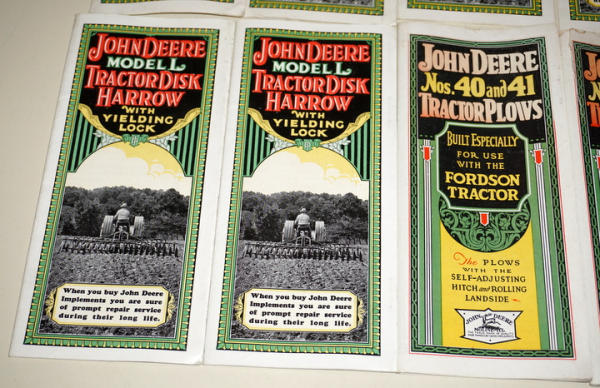 JOHN DEERE
MODEL L
TRACTOR DISK
HARROW
WITH
YIELDING
LOCK
When you buy John Deere
Implements you are sure
of prompt repair service
during their long life.
JOHN DEERE
MODEL L
TRACTOR DISK
HARROW
WITH
YIELDING
LOCK
When you buy John Deere
Implements you are sure
of prompt repair service
during their long life.
JOHN DEERE
Nos. 40 and 41
TRACTOR PLOWS
BUILT ESPECIALLY
FOR USE
WITH THE
FORDSON
TRACTOR
The PLOWS
WITH THE
SELF-ADJUSTING
HITCH and ROLLING
LANDSIDE
JOHN DEERE